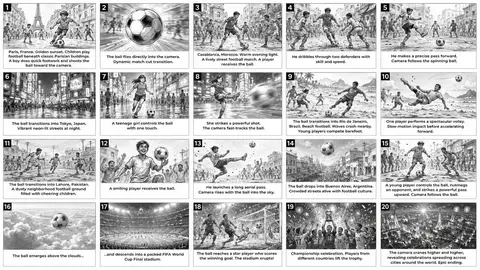 1
Paris, France. Golden sunset. Children play
football beneath classic Parisian buildings.
A boy does quick footwork and shoots the
ball toward the camera.
2
The ball flies directly into the camera.
Dynamic match cut transition.
3
Casablanca, Morocco. Warm evening light.
A lively street football match. A player
receives the ball.
4
He dribbles through two defenders with
skill and speed.
5
He makes a precise pass forward.
Camera follows the spinning ball.
6
The ball transitions into Tokyo, Japan.
Vibrant neon-lit streets at night.
7
A teenage girl controls the ball
with one touch.
8
She strikes a powerful shot.
The camera fast-tracks the ball.
9
The ball transitions into Rio de Janeiro,
Brazil. Beach football. Waves crash nearby.
Young players compete barefoot.
10
One player performs a spectacular volley.
Slow-motion impact before accelerating
forward.
11
The ball transitions into Lahore, Pakistan.
A dusty neighborhood football ground
filled with cheering children.
12
A smiling player receives the ball.
13
He launches a long aerial pass.
Camera rises with the ball into the sky.
14
The ball drops into Buenos Aires, Argentina.
Crowded streets alive with football culture.
15
A young player controls the ball, nutmegs
an opponent, and strikes a powerful pass
upward. Camera follows the ball.
16
The ball emerges above the clouds...
17
...and descends into a packed FIFA World
Cup Final stadium.
18
The ball reaches a star player who scores
the winning goal. The stadium erupts!
19
Championship celebration. Players from
different countries lift the trophy.
20
The camera cranes higher and higher,
revealing celebrations spreading across
cities around the world. Epic ending.